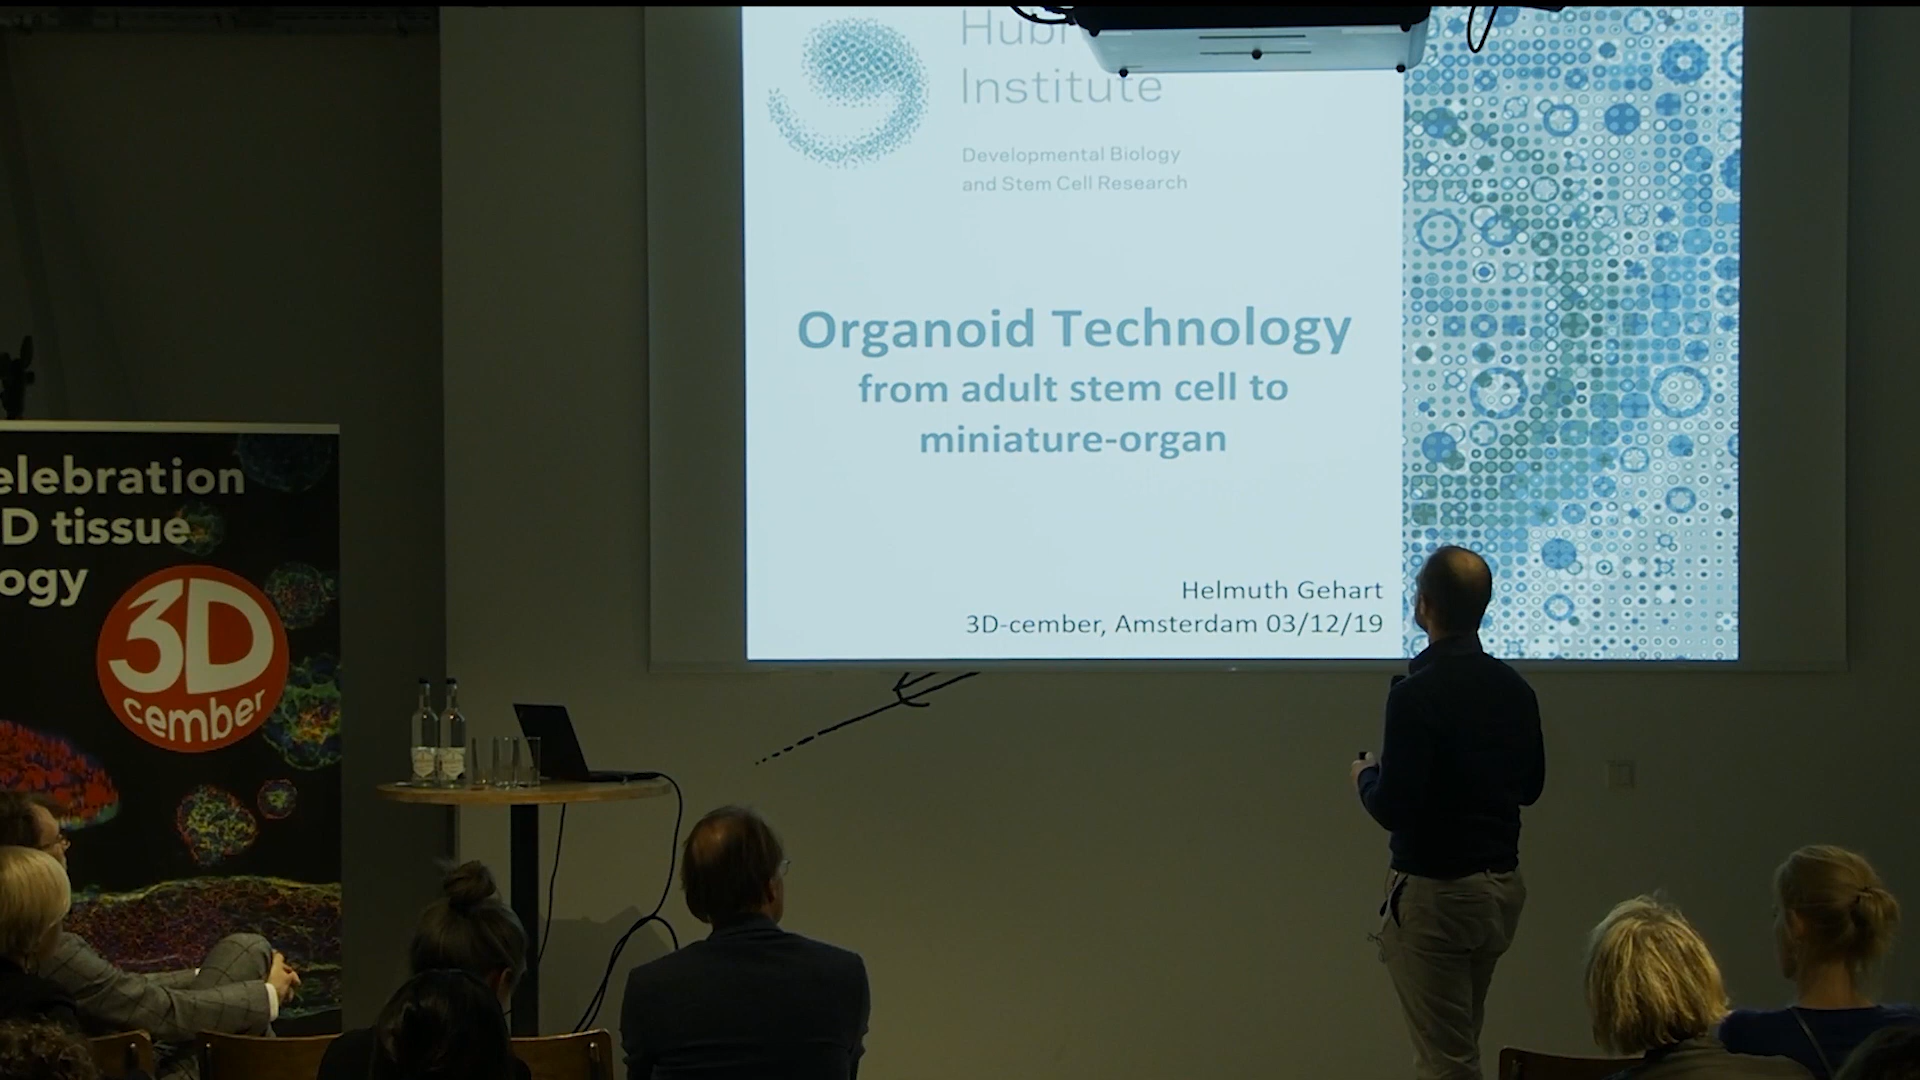 Institute
Developmental Biology
and Stem Cell Research
Organoid Technology
from adult stem cell to
miniature-organ
Helmuth Gehart
3D-cember, Amsterdam 03/12/19
elebration
D tissue
ogy
3D
cember